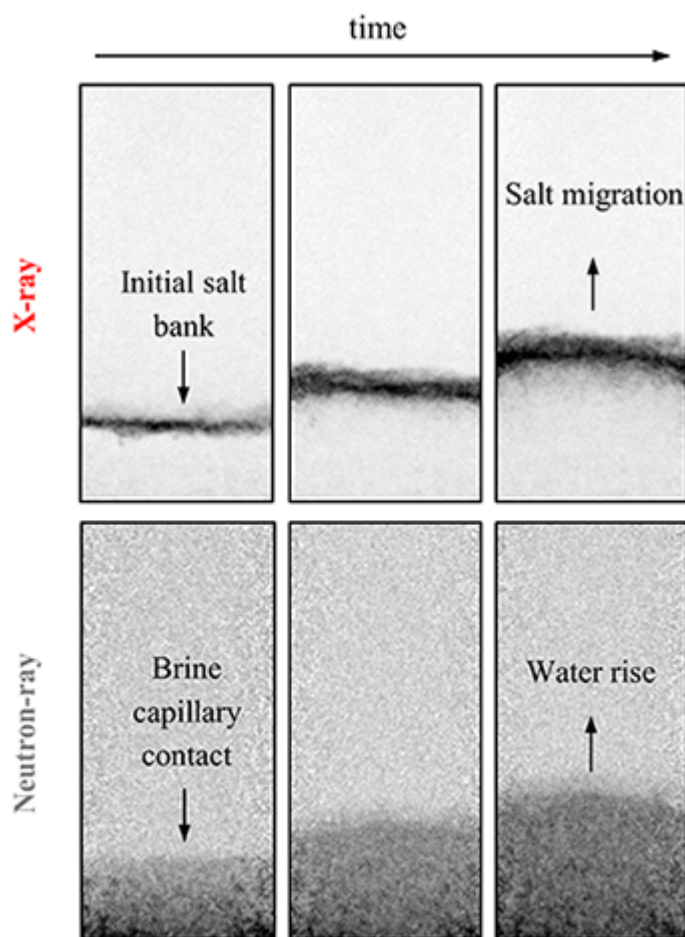 time
X-ray
Initial salt
bank
Salt migration
Neutron-ray
Brine
capillary
contact
Water rise